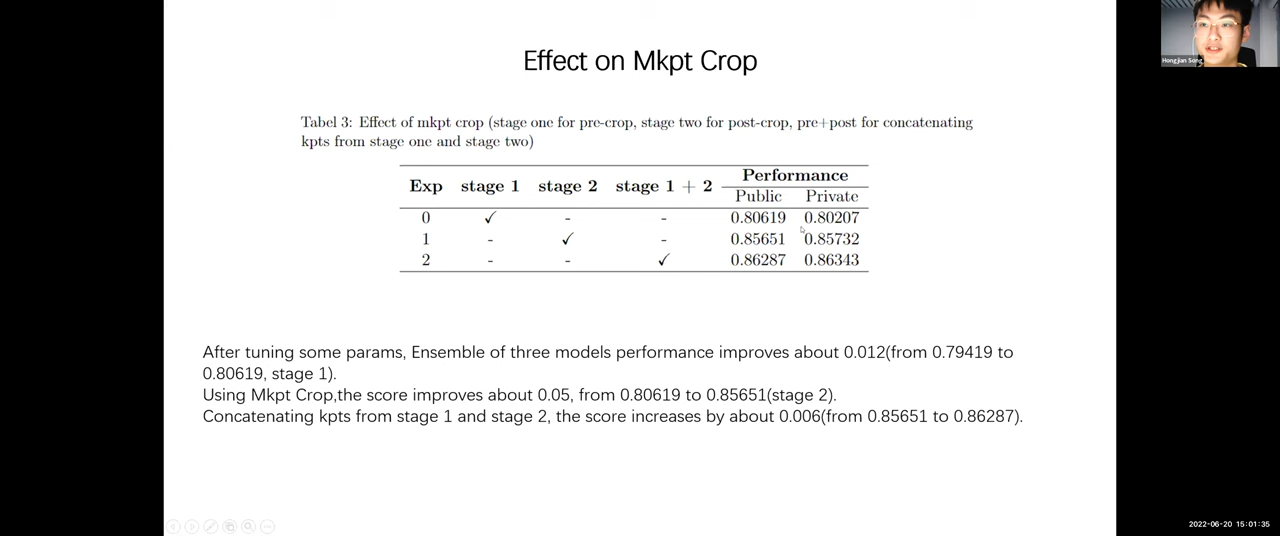 Effect on Mkpt Crop
Hongjian Song
Tabel 3: Effect of mkpt crop (stage one for pre-crop, stage two for post-crop, pre+post for concatenating
kpts from stage one and stage two)
Exp stage 1 stage 2 stage 1 + 2 Performance
Public Private
0 ✓ - - 0.80619 0.80207
1 - ✓ - 0.85651 0.85732
2 - - ✓ 0.86287 0.86343
After tuning some params, Ensemble of three models performance improves about 0.012(from 0.79419 to
0.80619, stage 1).
Using Mkpt Crop,the score improves about 0.05, from 0.80619 to 0.85651(stage 2).
Concatenating kpts from stage 1 and stage 2, the score increases by about 0.006(from 0.85651 to 0.86287).
2022-06-20 15:01:35